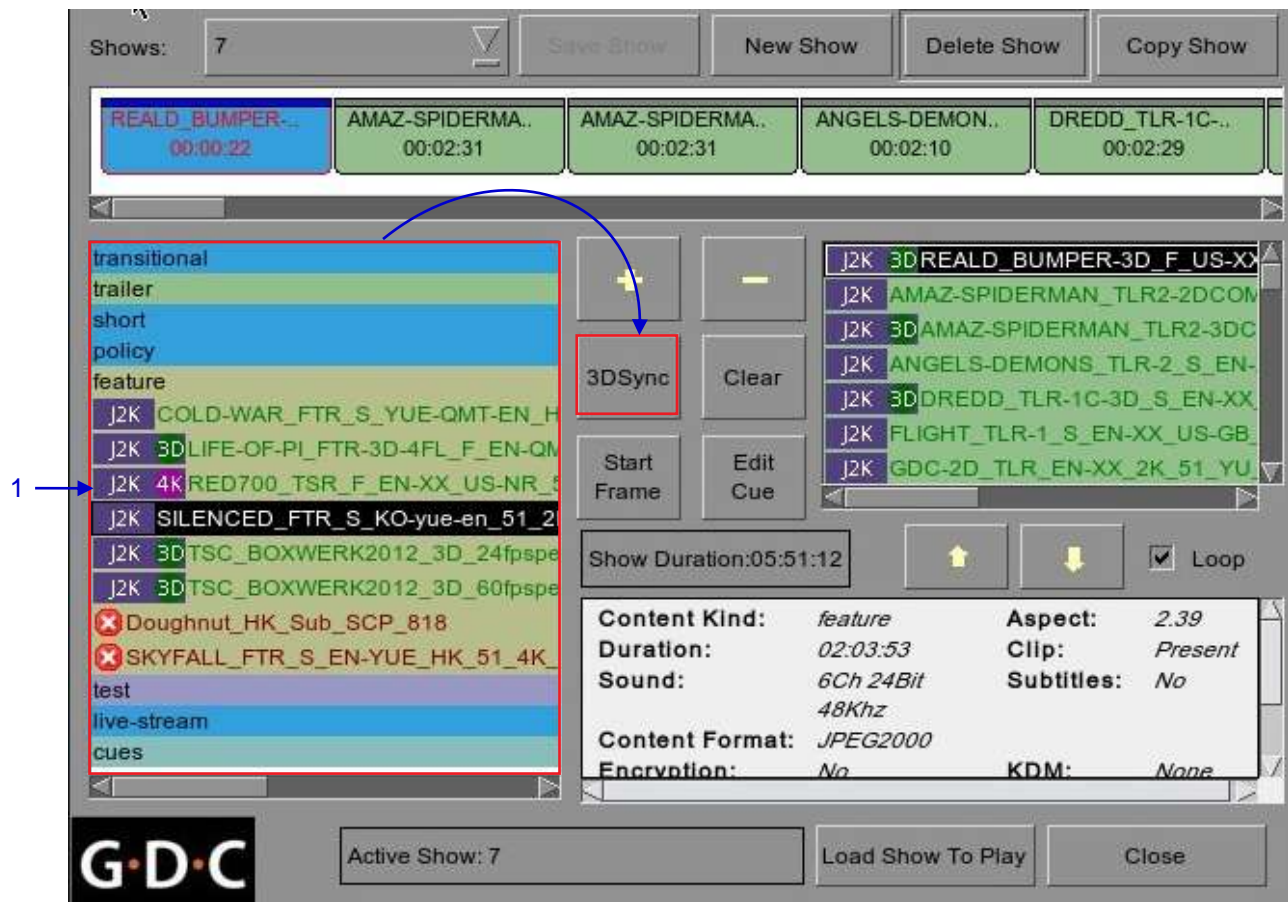 Shows: 7 Save Show New Show Delete Show Copy Show
REALD_BUMPER-.. AMAZ-SPIDERMA.. AMAZ-SPIDERMA.. ANGELS-DEMON.. DREDD_TLR-1C-..
00:00:22 00:02:31 00:02:31 00:02:10 00:02:29
transitional
trailer
short
policy
feature
J2K COLD-WAR_FTR_S_YUE-QMT-EN_H
J2K 3D LIFE-OF-PI_FTR-3D-4FL_F_EN-QM
1 J2K 4K RED700_TSR_F_EN-XX_US-NR_5
J2K SILENCED_FTR_S_KO-yue-en_51_2
J2K 3D TSC_BOXWERK2012_3D_24fpspe
J2K 3D TSC_BOXWERK2012_3D_60fpspe
Doughnut_HK_Sub_SCP_818
SKYFALL_FTR_S_EN-YUE_HK_51_4K_
test
live-stream
cues
+ −
3DSync Clear
Start Frame Edit Cue
J2K 3D REALD_BUMPER-3D_F_US-XX
J2K AMAZ-SPIDERMAN_TLR2-2DCOM
J2K 3D AMAZ-SPIDERMAN_TLR2-3DC
J2K ANGELS-DEMONS_TLR-2_S_EN-
J2K 3D DREDD_TLR-1C-3D_S_EN-XX_
J2K FLIGHT_TLR-1_S_EN-XX_US-GB_
J2K GDC-2D_TLR_EN-XX_2K_51_YU_
Show Duration:05:51:12 Loop
Content Kind: feature Aspect: 2.39
Duration: 02:03:53 Clip: Present
Sound: 6Ch 24Bit Subtitles: No
48Khz
Content Format: JPEG2000
Encryption: No KDM: None
G·D·C Active Show: 7 Load Show To Play Close